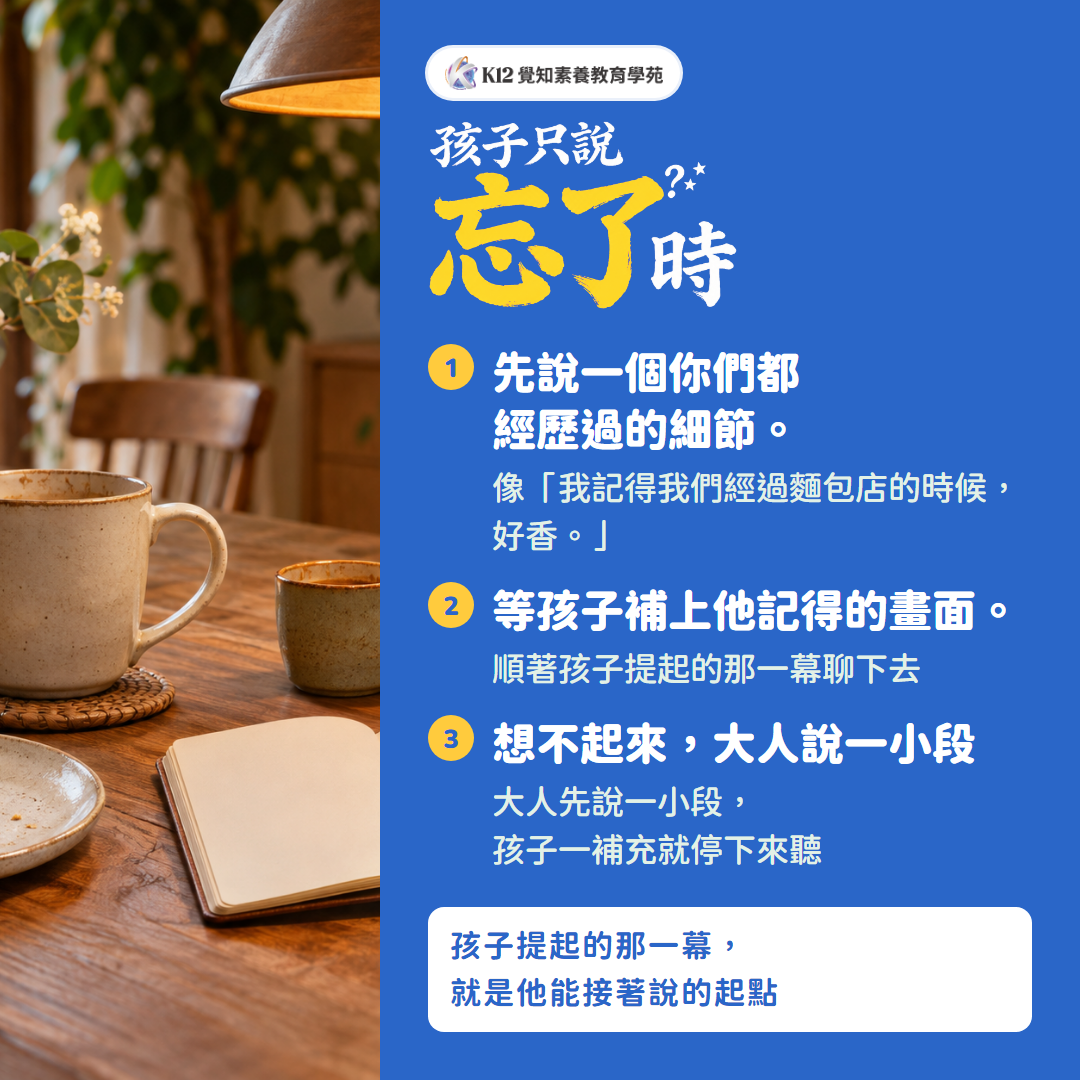 K12 覺知素養教育學苑
孩子只說
忘了?
時
1 先說一個你們都
經歷過的細節。
像「我記得我們經過麵包店的時候，
好香。」
2 等孩子補上他記得的畫面。
順著孩子提起的那一幕聊下去
3 想不起來，大人說一小段
大人先說一小段，
孩子一補充就停下來聽
孩子提起的那一幕，
就是他能接著說的起點